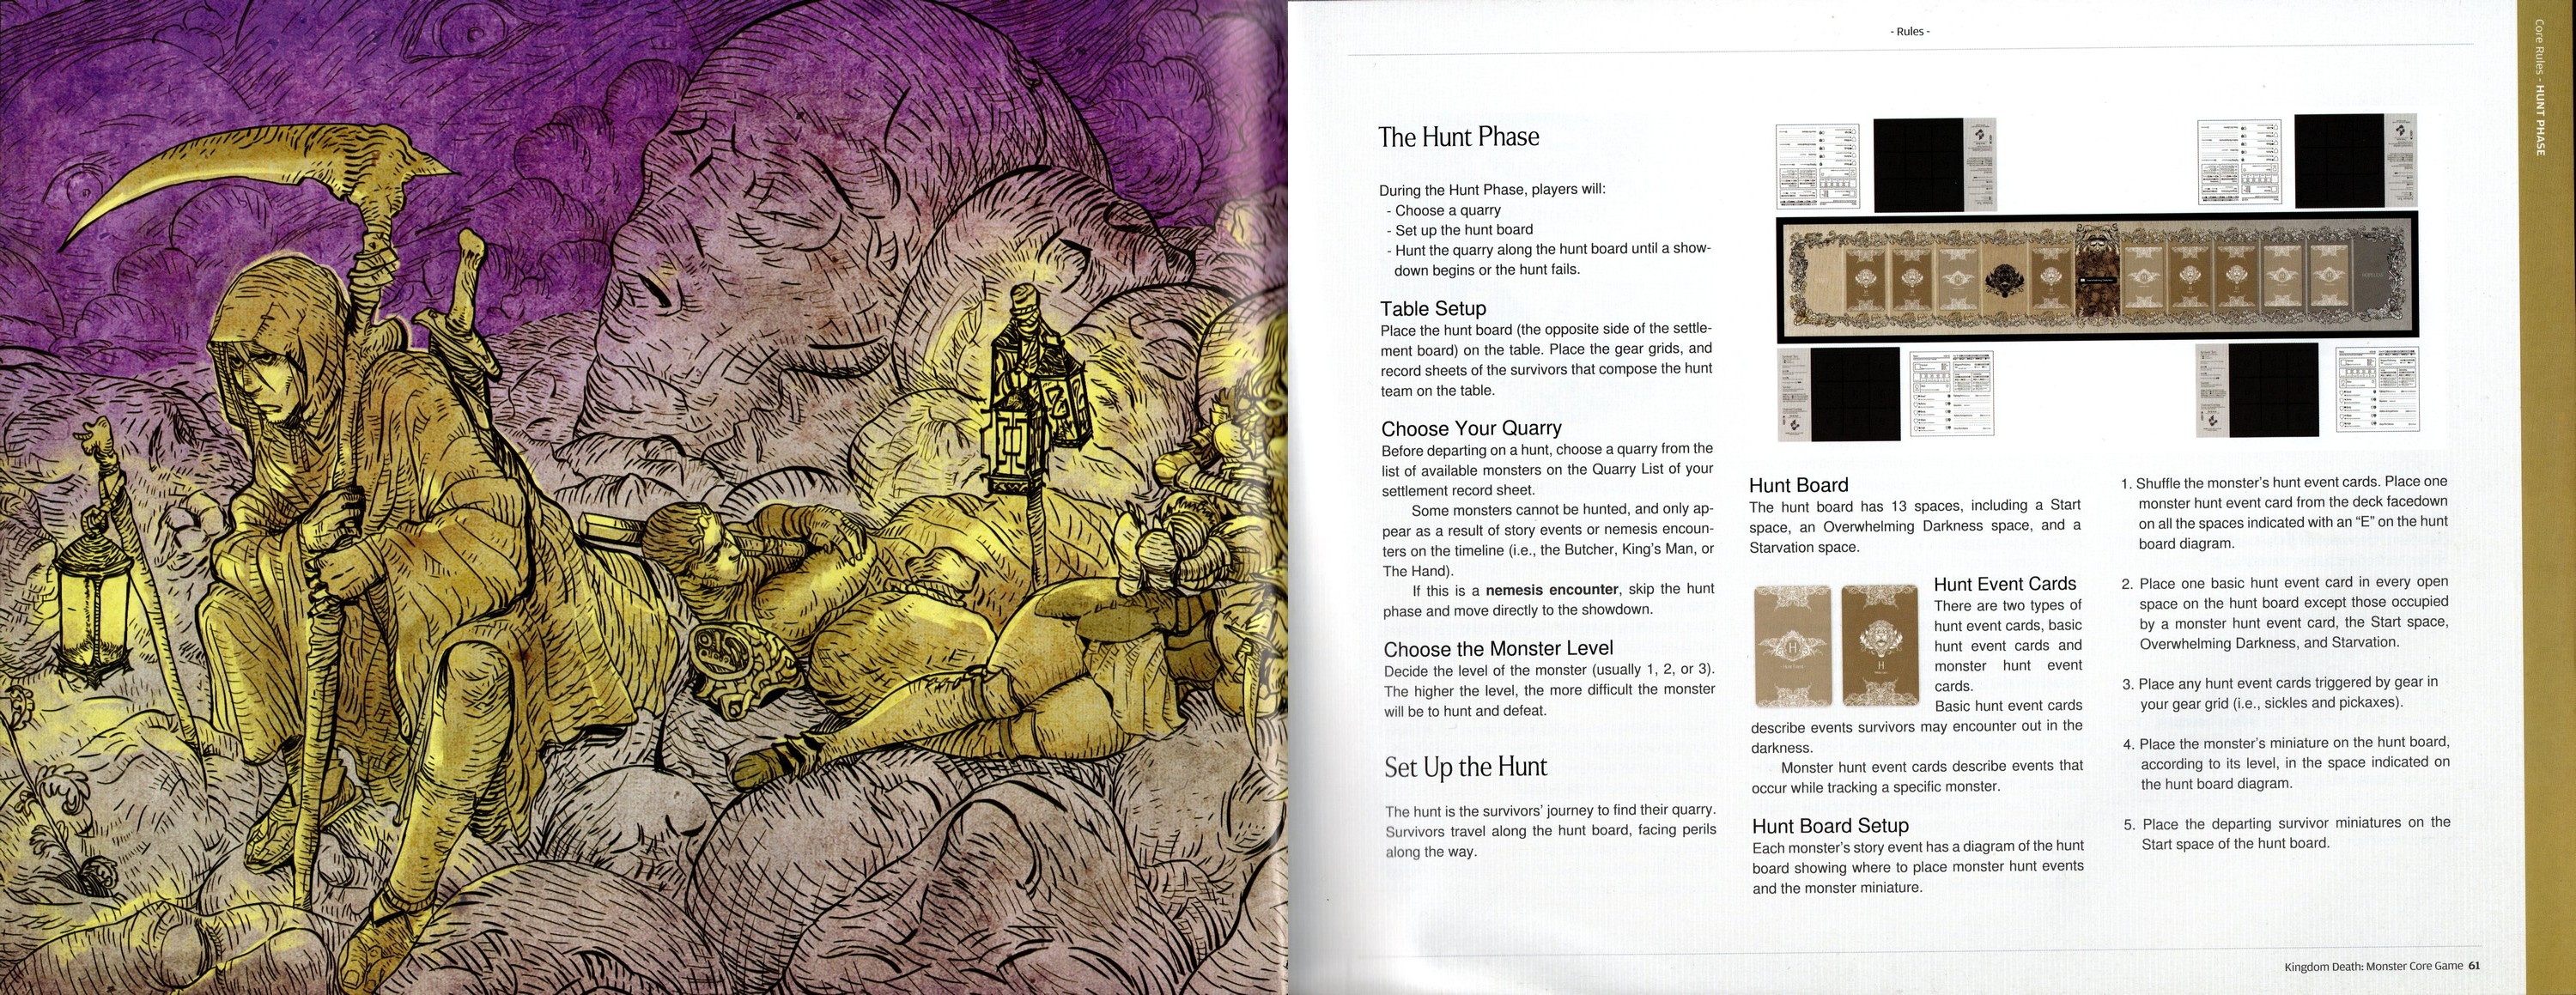 - Rules -
Core Rules - HUNT PHASE
The Hunt Phase
During the Hunt Phase, players will:
- Choose a quarry
- Set up the hunt board
- Hunt the quarry along the hunt board until a show-
down begins or the hunt fails.
Table Setup
Place the hunt board (the opposite side of the settle-
ment board) on the table. Place the gear grids, and
record sheets of the survivors that compose the hunt
team on the table.
Choose Your Quarry
Before departing on a hunt, choose a quarry from the
list of available monsters on the Quarry List of your
settlement record sheet.
Some monsters cannot be hunted, and only ap-
pear as a result of story events or nemesis encoun-
ters on the timeline (i.e., the Butcher, King's Man, or
The Hand).
If this is a nemesis encounter, skip the hunt
phase and move directly to the showdown.
Choose the Monster Level
Decide the level of the monster (usually 1, 2, or 3).
The higher the level, the more difficult the monster
will be to hunt and defeat.
Set Up the Hunt
The hunt is the survivors' journey to find their quarry.
Survivors travel along the hunt board, facing perils
along the way.
Hunt Board
The hunt board has 13 spaces, including a Start
space, an Overwhelming Darkness space, and a
Starvation space.
H
H
Hunt Event Cards
There are two types of
hunt event cards, basic
hunt event cards and
monster hunt event
cards.
Basic hunt event cards
describe events survivors may encounter out in the
darkness.
Monster hunt event cards describe events that
occur while tracking a specific monster.
Hunt Board Setup
Each monster's story event has a diagram of the hunt
board showing where to place monster hunt events
and the monster miniature.
1. Shuffle the monster's hunt event cards. Place one
monster hunt event card from the deck facedown
on all the spaces indicated with an "E" on the hunt
board diagram.
2. Place one basic hunt event card in every open
space on the hunt board except those occupied
by a monster hunt event card, the Start space,
Overwhelming Darkness, and Starvation.
3. Place any hunt event cards triggered by gear in
your gear grid (i.e., sickles and pickaxes).
4. Place the monster's miniature on the hunt board,
according to its level, in the space indicated on
the hunt board diagram.
5. Place the departing survivor miniatures on the
Start space of the hunt board.
Kingdom Death: Monster Core Game 61